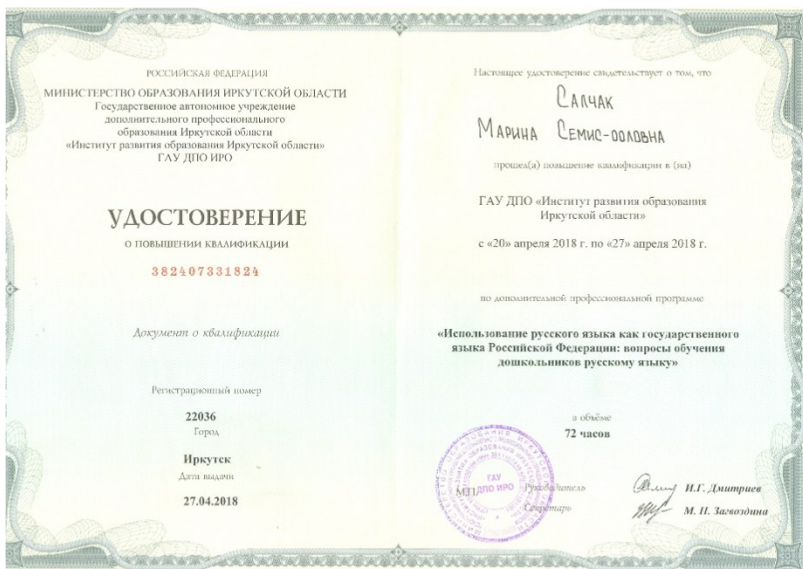 РОССИЙСКАЯ ФЕДЕРАЦИЯ
МИНИСТЕРСТВО ОБРАЗОВАНИЯ ИРКУТСКОЙ ОБЛАСТИ
Государственное автономное учреждение
дополнительного профессионального
образования Иркутской области
«Институт развития образования Иркутской области»
ГАУ ДПО ИРО
УДОСТОВЕРЕНИЕ
О ПОВЫШЕНИИ КВАЛИФИКАЦИИ
382407331824
Документ о квалификации
Регистрационный номер
22036
Город
Иркутск
Дата выдачи
27.04.2018
Настоящее удостоверение свидетельствует о том, что
САЛЧАК
МАРИНА СЕМИС-ООЛОВНА
прошел(а) повышение квалификации в (на)
ГАУ ДПО «Институт развития образования
Иркутской области»
с «20» апреля 2018 г. по «27» апреля 2018 г.
по дополнительной профессиональной программе
«Использование русского языка как государственного
языка Российской Федерации: вопросы обучения
дошкольников русскому языку»
в объёме
72 часов
ГАУ
ДПО ИРО
М.П.
Руководитель
И.Г. Дмитриев
Секретарь
М. П. Загвоздина